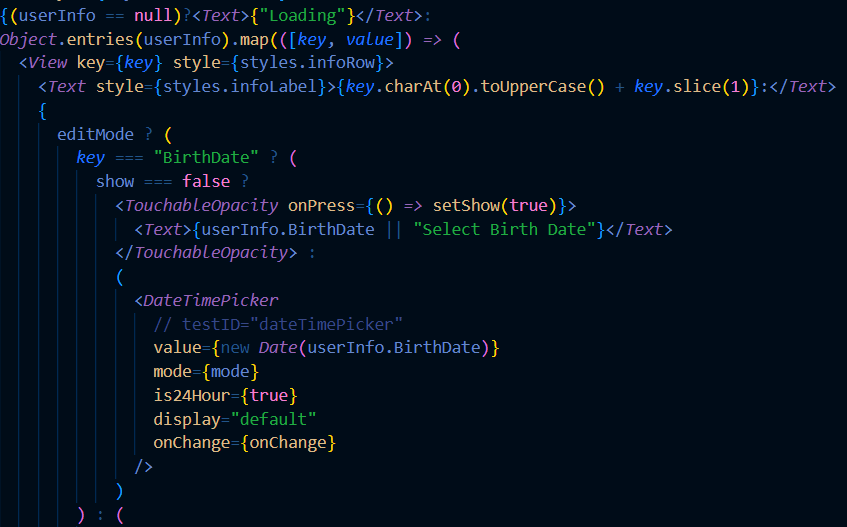 {(userInfo == null)?<Text>{"Loading"}</Text>:
Object.entries(userInfo).map(([key, value]) => (
<View key={key} style={styles.infoRow}>
<Text style={styles.infoLabel}>{key.charAt(0).toUpperCase() + key.slice(1)}:</Text>
{
editMode ? (
key === "BirthDate" ? (
show === false ?
<TouchableOpacity onPress={() => setShow(true)}>
<Text>{userInfo.BirthDate || "Select Birth Date"}</Text>
</TouchableOpacity> :
(
<DateTimePicker
// testID="dateTimePicker"
value={new Date(userInfo.BirthDate)}
mode={mode}
is24Hour={true}
display="default"
onChange={onChange}
/>
)
) : (